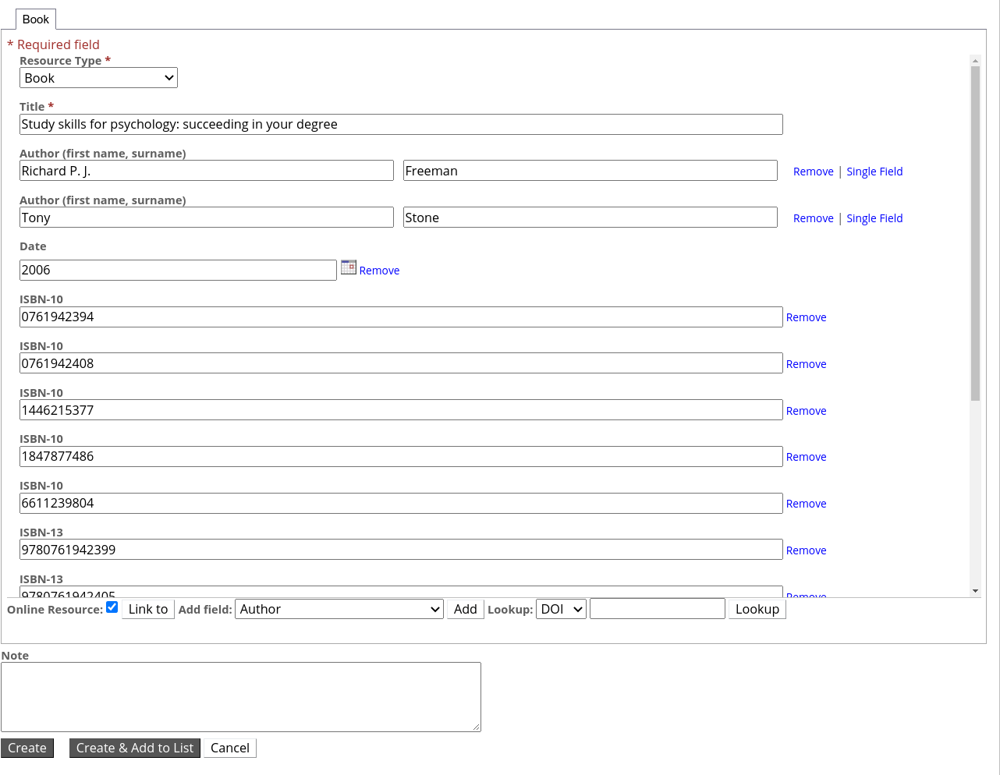 Book
* Required field
Resource Type *
Book
Title *
Study skills for psychology: succeeding in your degree
Author (first name, surname)
Richard P. J. Freeman Remove | Single Field
Author (first name, surname)
Tony Stone Remove | Single Field
Date
2006 Remove
ISBN-10
0761942394 Remove
ISBN-10
0761942408 Remove
ISBN-10
1446215377 Remove
ISBN-10
1847877486 Remove
ISBN-10
6611239804 Remove
ISBN-13
9780761942399 Remove
ISBN-13
9780761942405 Remove
Online Resource: Link to Add field: Author Add Lookup: DOI Lookup
Note
Create Create & Add to List Cancel